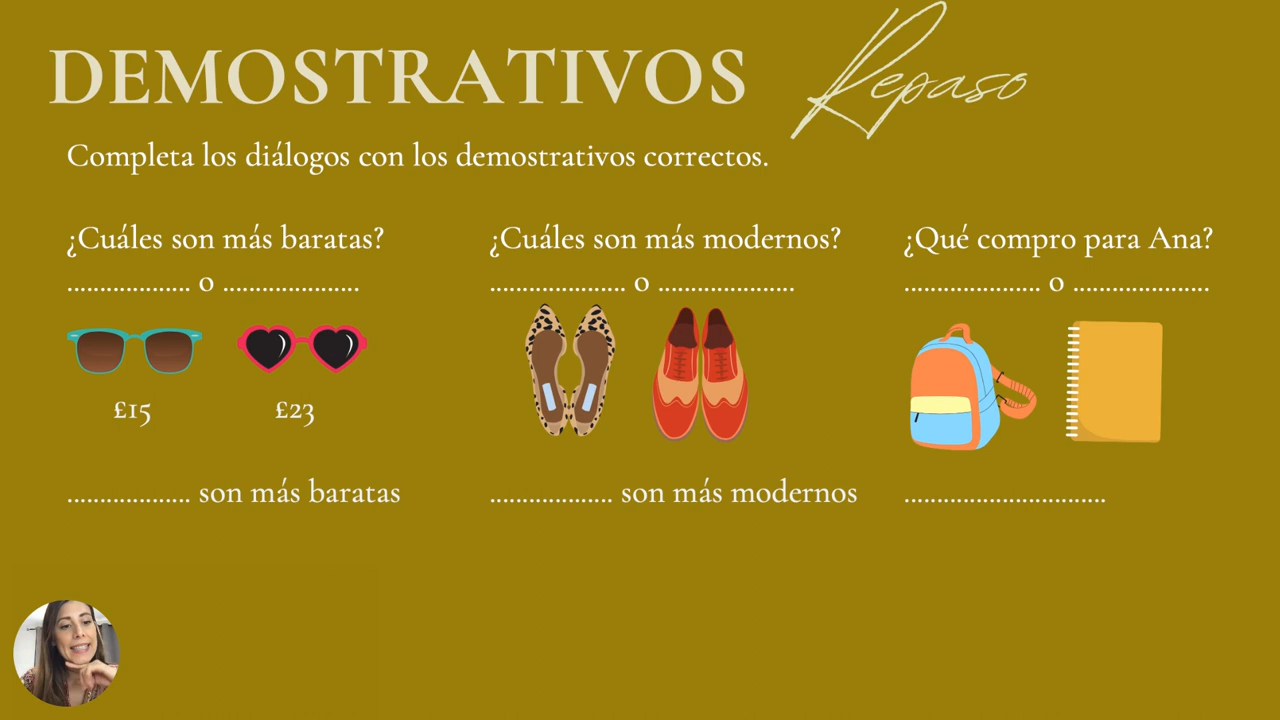 DEMOSTRATIVOS Repaso
Completa los diálogos con los demostrativos correctos.
¿Cuáles son más baratas?
................... o .....................
£15 £23
................... son más baratas
¿Cuáles son más modernos?
..................... o .....................
................... son más modernos
¿Qué compro para Ana?
..................... o .....................
...............................